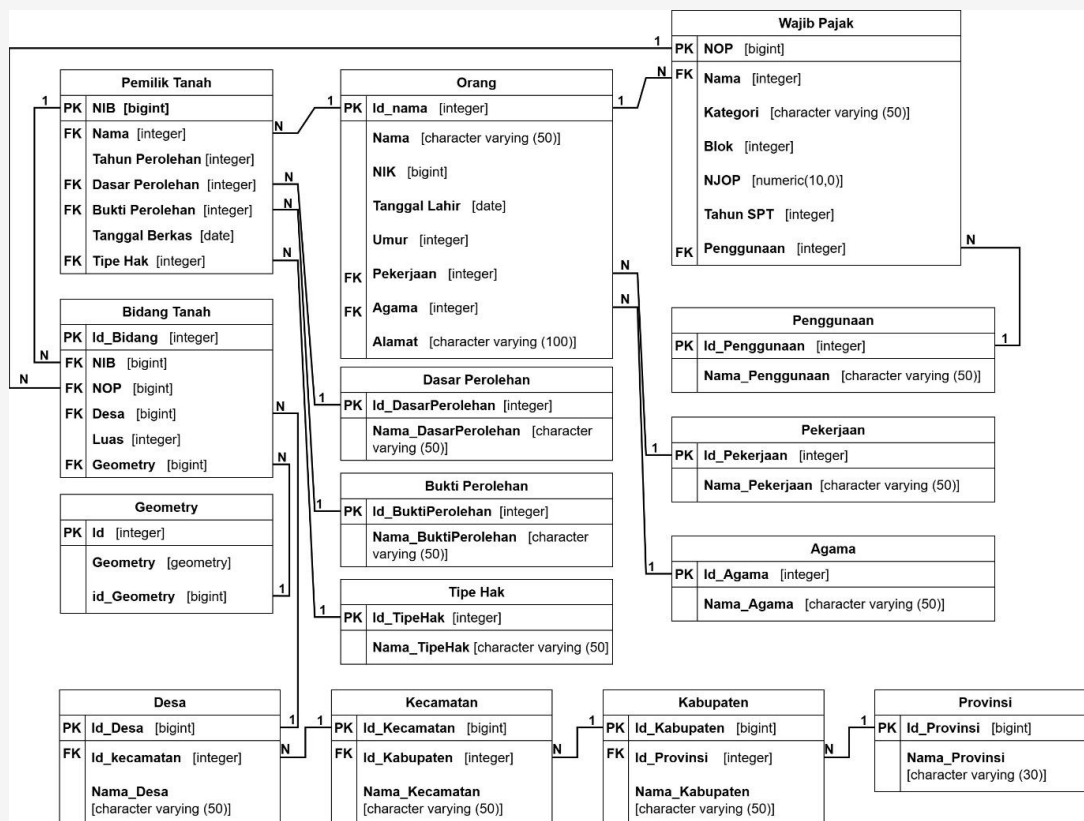 Wajib Pajak
1 PK NOP [bigint]
N FK Nama [integer]
Kategori [character varying (50)]
Blok [integer]
NJOP [numeric(10,0)]
Tahun SPT [integer]
FK Penggunaan [integer] N
Pemilik Tanah
1 PK NIB [bigint]
FK Nama [integer] N
Tahun Perolehan [integer]
FK Dasar Perolehan [integer] N
FK Bukti Perolehan [integer] N
Tanggal Berkas [date]
FK Tipe Hak [integer] N
Orang
1 PK Id_nama [integer] 1
Nama [character varying (50)]
NIK [bigint]
Tanggal Lahir [date]
Umur [integer]
FK Pekerjaan [integer] N
FK Agama [integer] N
Alamat [character varying (100)]
Bidang Tanah
PK Id_Bidang [integer]
N FK NIB [bigint]
N FK NOP [bigint]
FK Desa [bigint] N
Luas [integer]
FK Geometry [bigint] N
Penggunaan
PK Id_Penggunaan [integer] 1
Nama_Penggunaan [character varying (50)]
Dasar Perolehan
1 PK Id_DasarPerolehan [integer]
Nama_DasarPerolehan [character
varying (50)]
Pekerjaan
1 PK Id_Pekerjaan [integer]
Nama_Pekerjaan [character varying (50)]
Bukti Perolehan
1 PK Id_BuktiPerolehan [integer]
Nama_BuktiPerolehan [character
varying (50)]
Geometry
PK Id [integer]
Geometry [geometry]
id_Geometry [bigint] 1
Agama
1 PK Id_Agama [integer]
Nama_Agama [character varying (50)]
Tipe Hak
1 PK Id_TipeHak [integer]
Nama_TipeHak [character varying (50]
Desa
PK Id_Desa [bigint] 1
FK Id_kecamatan [integer] N
Nama_Desa
[character varying (50)]
Kecamatan
1 PK Id_Kecamatan [bigint]
FK Id_Kabupaten [integer] N
Nama_Kecamatan
[character varying (50)]
Kabupaten
1 PK Id_Kabupaten [bigint]
FK Id_Provinsi [integer] N
Nama_Kabupaten
[character varying (50)]
Provinsi
1 PK Id_Provinsi [bigint]
Nama_Provinsi
[character varying (30)]